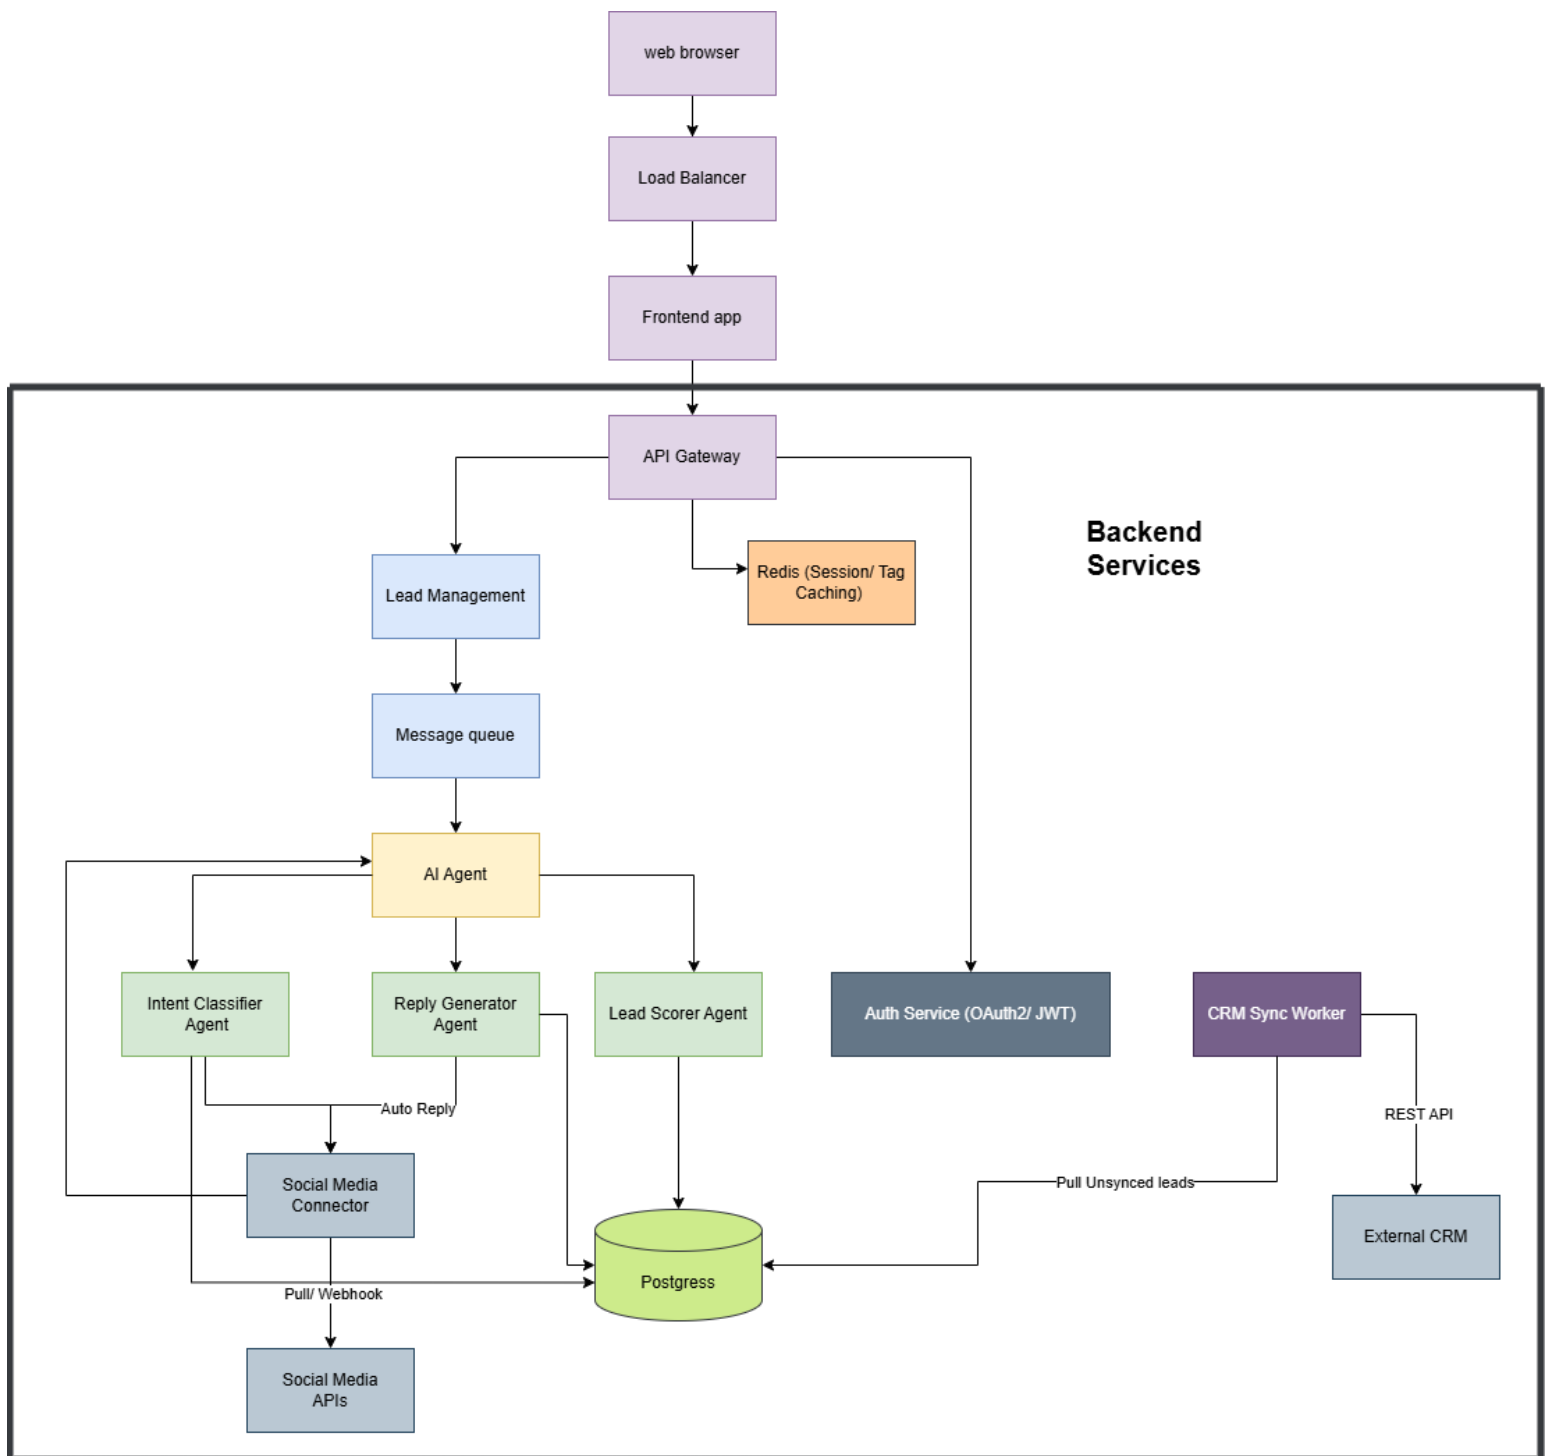 web browser
Load Balancer
Frontend app
API Gateway
Backend
Services
Redis (Session/ Tag
Caching)
Lead Management
Message queue
AI Agent
Intent Classifier
Agent
Reply Generator
Agent
Lead Scorer Agent
Auth Service (OAuth2/ JWT)
CRM Sync Worker
Auto Reply
REST API
Social Media
Connector
Pull Unsynced leads
External CRM
Postgress
Pull/ Webhook
Social Media
APIs